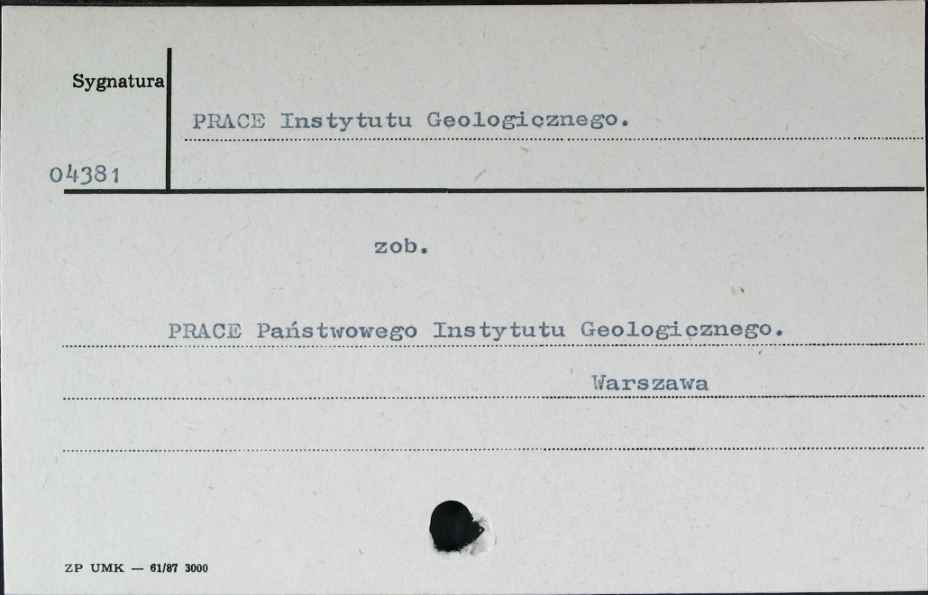 Sygnatura
PRACE Instytutu Geologicznego.
04381
zob.
PRACE Państwowego Instytutu Geologicznego.
Warszawa
ZP UMK — 61/87 3000